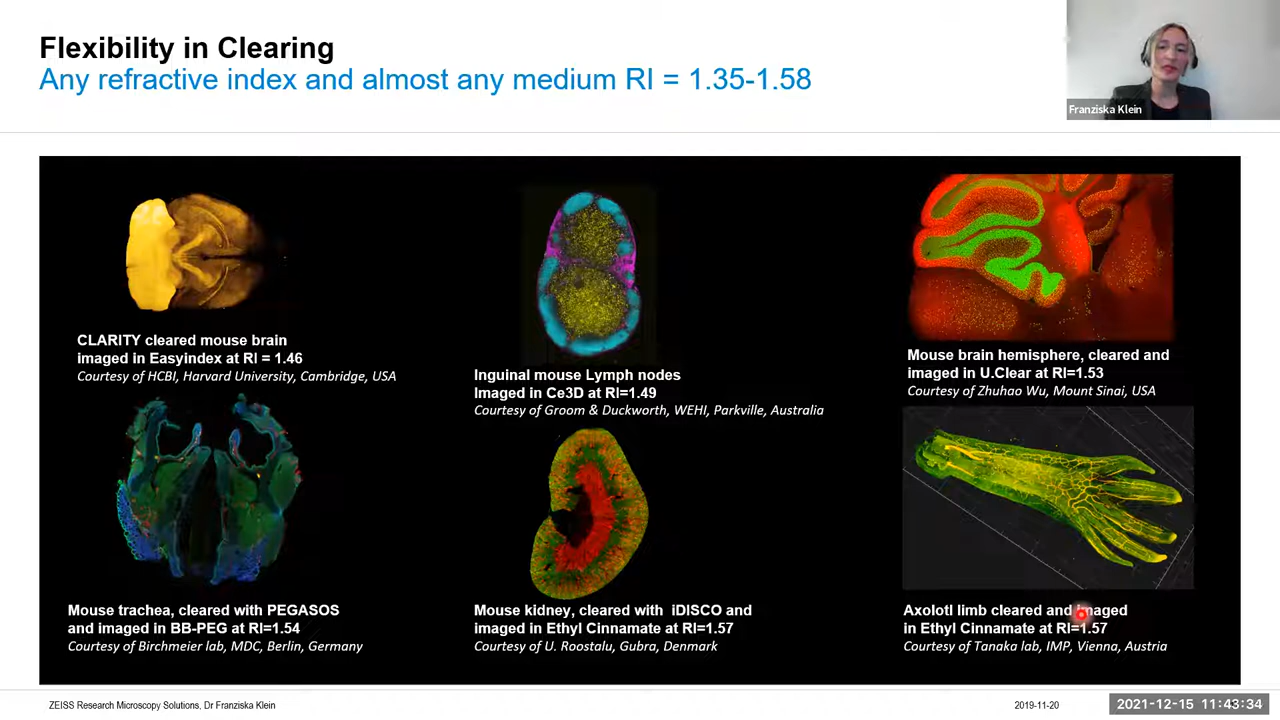 Flexibility in Clearing
Any refractive index and almost any medium RI = 1.35-1.58
Franziska Klein
CLARITY cleared mouse brain
imaged in Easyindex at RI = 1.46
Courtesy of HCBI, Harvard University, Cambridge, USA
Inguinal mouse Lymph nodes
Imaged in Ce3D at RI=1.49
Courtesy of Groom & Duckworth, WEHI, Parkville, Australia
Mouse brain hemisphere, cleared and
imaged in U.Clear at RI=1.53
Courtesy of Zhuhao Wu, Mount Sinai, USA
Mouse trachea, cleared with PEGASOS
and imaged in BB-PEG at RI=1.54
Courtesy of Birchmeier lab, MDC, Berlin, Germany
Mouse kidney, cleared with iDISCO and
imaged in Ethyl Cinnamate at RI=1.57
Courtesy of U. Roostalu, Gubra, Denmark
Axolotl limb cleared and imaged
in Ethyl Cinnamate at RI=1.57
Courtesy of Tanaka lab, IMP, Vienna, Austria
ZEISS Research Microscopy Solutions, Dr Franziska Klein
2019-11-20
2021-12-15 11:43:34